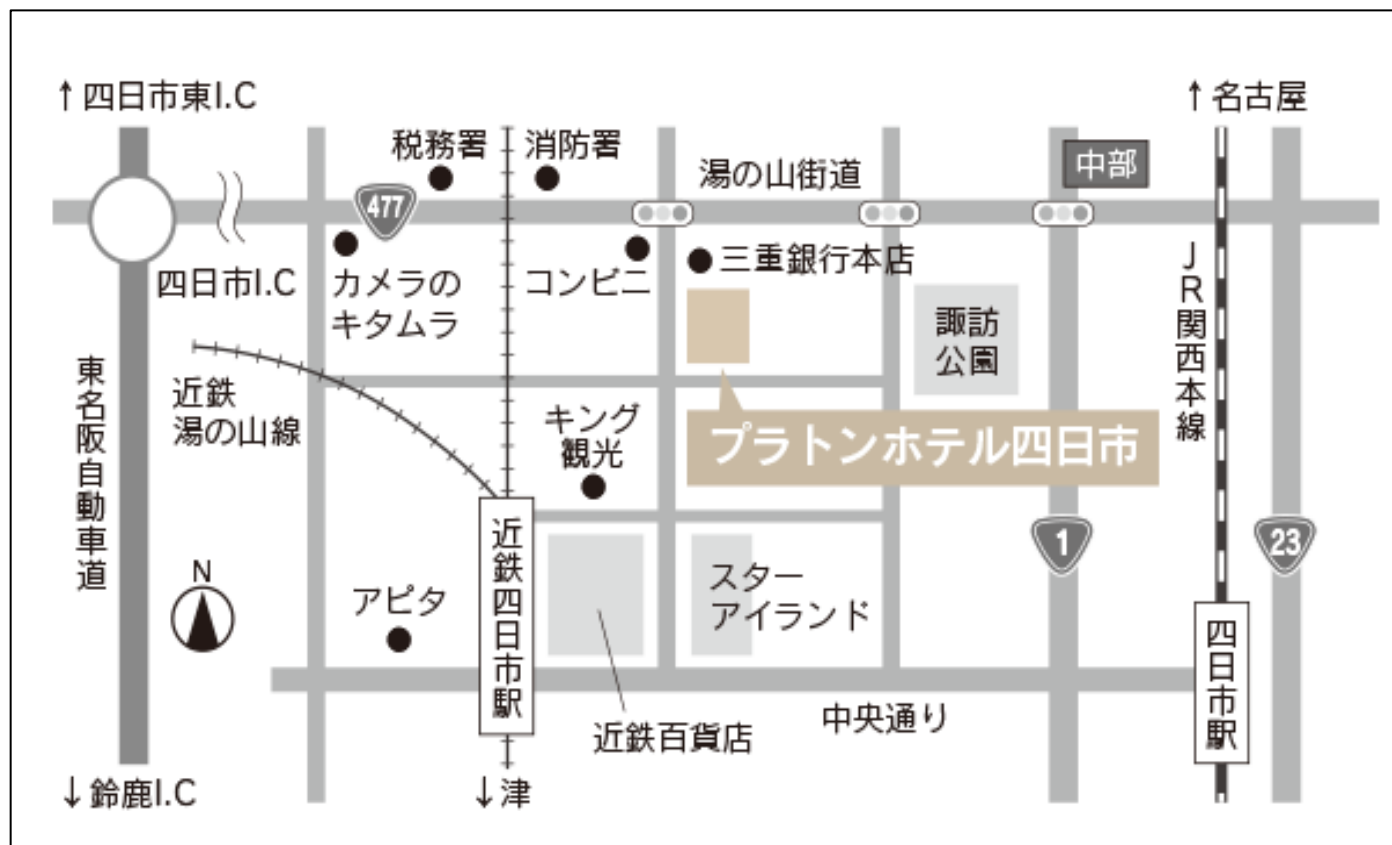 ↑四日市東I.C
↑名古屋
税務署
消防署
湯の山街道
中部
477
四日市I.C
カメラの
キタムラ
コンビニ
三重銀行本店
諏訪
公園
JR関西本線
東名阪自動車道
近鉄
湯の山線
キング
観光
プラトンホテル四日市
1
23
N
アピタ
近鉄四日市駅
スター
アイランド
四日市駅
中央通り
近鉄百貨店
↓鈴鹿I.C
↓津